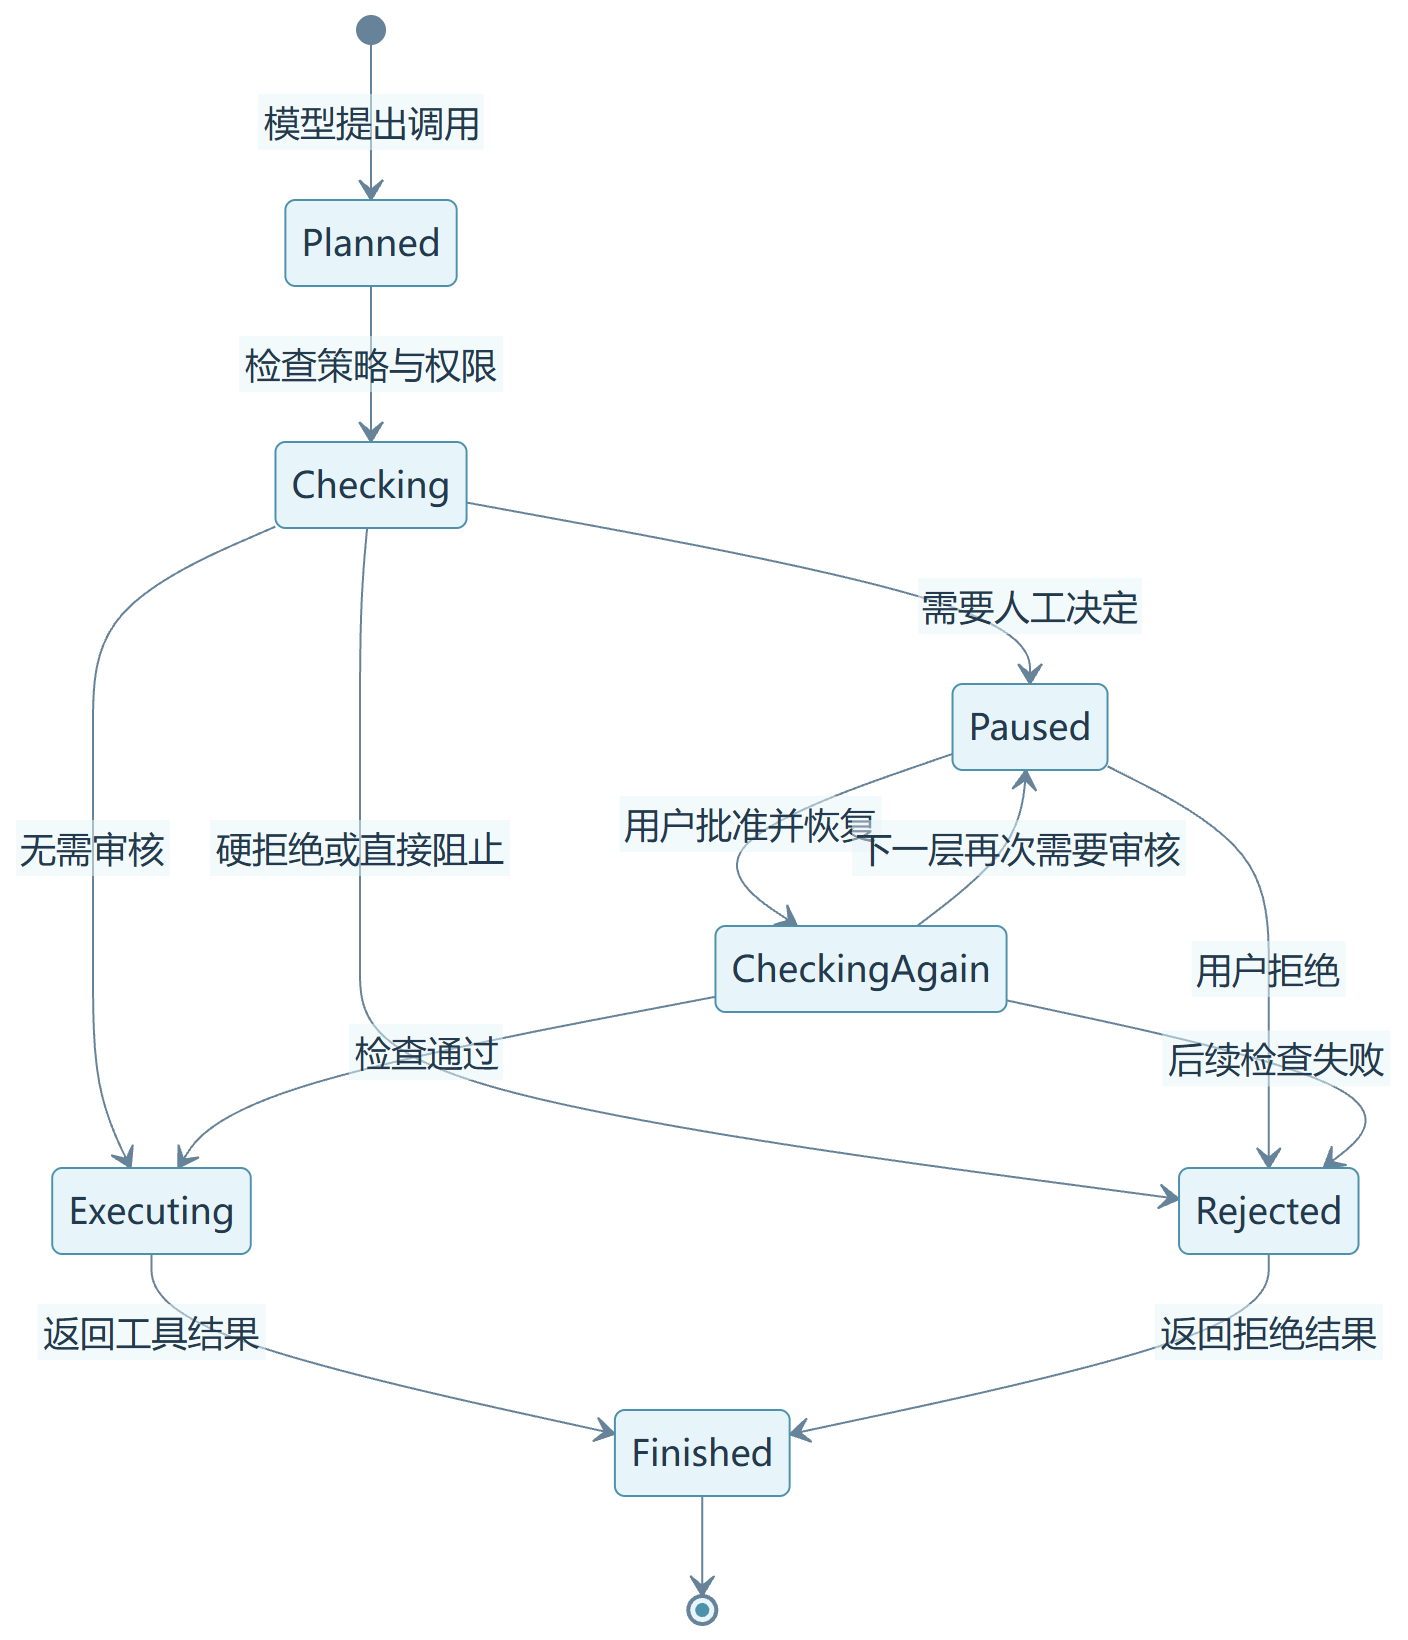 模型提出调用
Planned
检查策略与权限
Checking
需要人工决定
Paused
用户批准并恢复
无需审核
硬拒绝或直接阻止
下一层再次需要审核
CheckingAgain
用户拒绝
检查通过
后续检查失败
Executing
Rejected
返回工具结果
返回拒绝结果
Finished